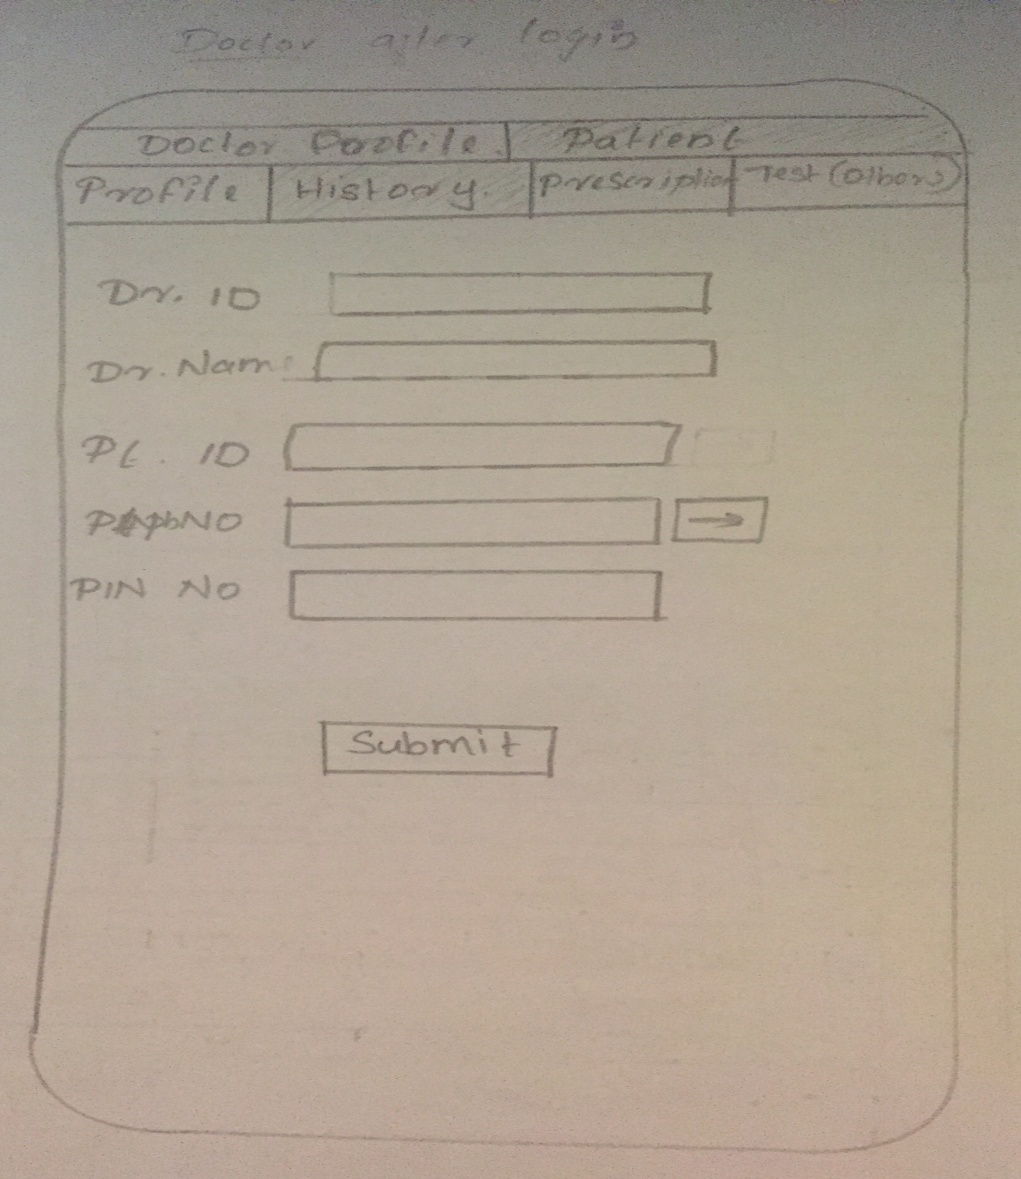 Doctor after login
Doctor Profile Patient
Profile History. Prescription Test (Others)
Dr. ID
Dr. Name
Pt. ID
NO
PIN NO
Submit